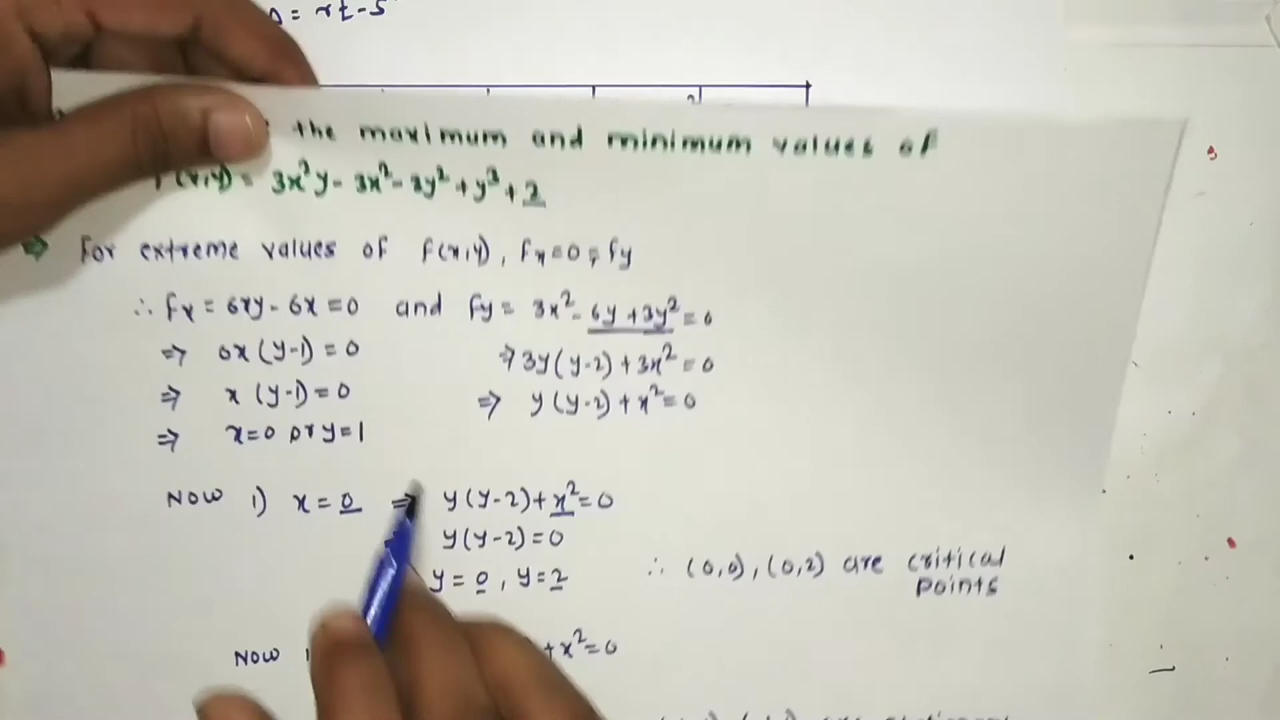 = rt - s
the maximum and minimum values of
f(x,y) = 3x²y - 3x² - 3y² + y³ + 2
⇒ For extreme values of f(x,y), fx = 0 = fy
∴ fx = 6xy - 6x = 0 and fy = 3x² - 6y + 3y² = 0
⇒ 6x (y-1) = 0 ⇒ 3y(y-2) + 3x² = 0
⇒ x (y-1) = 0 ⇒ y(y-2) + x² = 0
⇒ x=0 or y=1
Now 1) x = 0 ⇒ y(y-2) + x² = 0
y(y-2) = 0
y = 0, y = 2 ∴ (0,0), (0,2) are critical points
Now + x² = 0